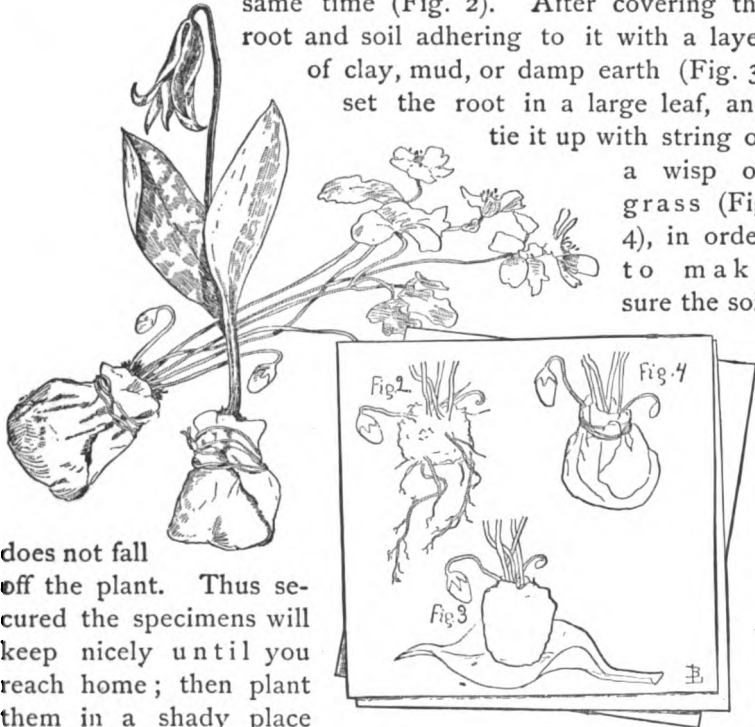 same time (Fig. 2). After covering th
root and soil adhering to it with a laye
of clay, mud, or damp earth (Fig. 3
set the root in a large leaf, an
tie it up with string o
a wisp o
grass (Fi
4), in orde
to mak
sure the so
Fig 2
Fig. 4
Fig 3
does not fall
off the plant. Thus se-
cured the specimens will
keep nicely until you
reach home; then plant
them in a shady place